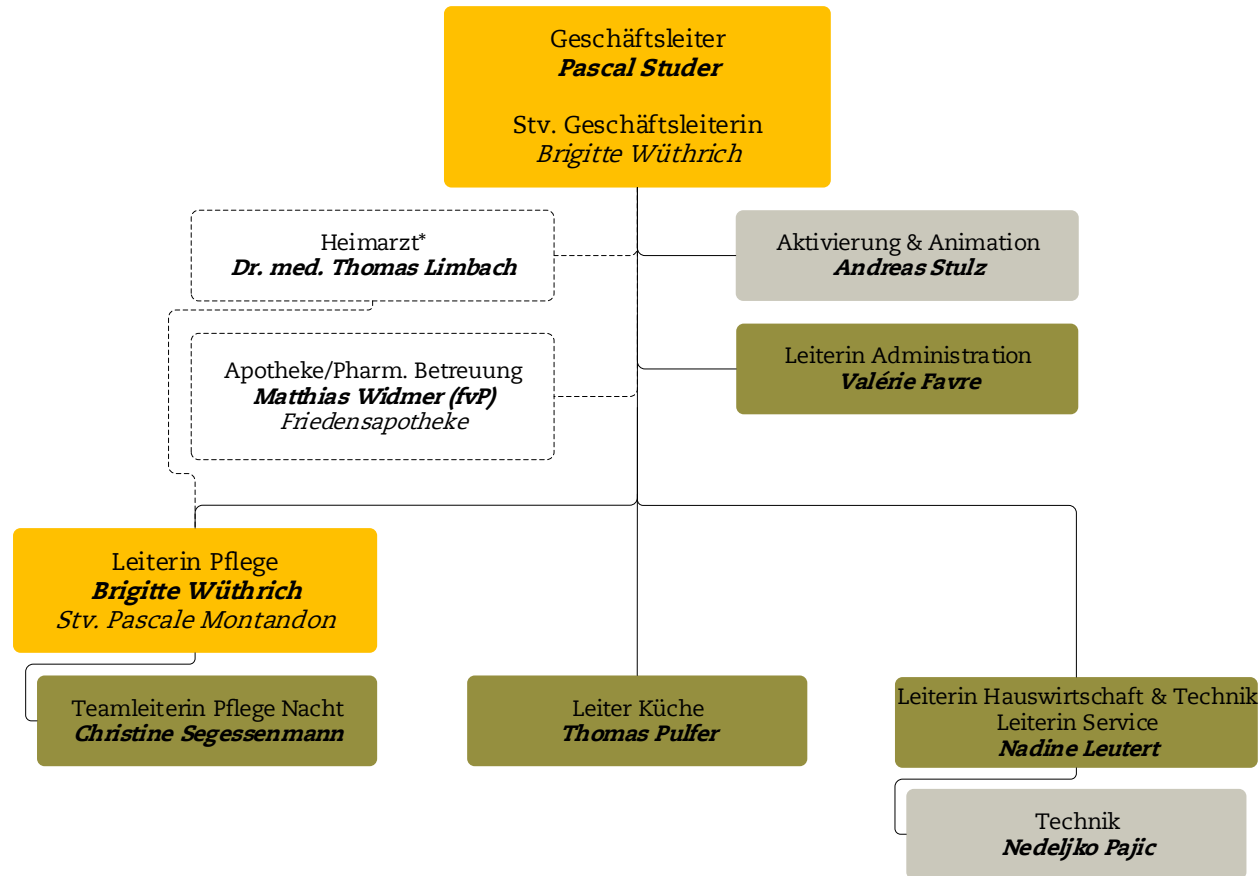 Geschäftsleiter
Pascal Studer
Stv. Geschäftsleiterin
Brigitte Wüthrich
Heimarzt*
Dr. med. Thomas Limbach
Aktivierung & Animation
Andreas Stulz
Apotheke/Pharm. Betreuung
Matthias Widmer (fvP)
Friedensapotheke
Leiterin Administration
Valérie Favre
Leiterin Pflege
Brigitte Wüthrich
Stv. Pascale Montandon
Teamleiterin Pflege Nacht
Christine Segessenmann
Leiter Küche
Thomas Pulfer
Leiterin Hauswirtschaft & Technik
Leiterin Service
Nadine Leutert
Technik
Nedeljko Pajic